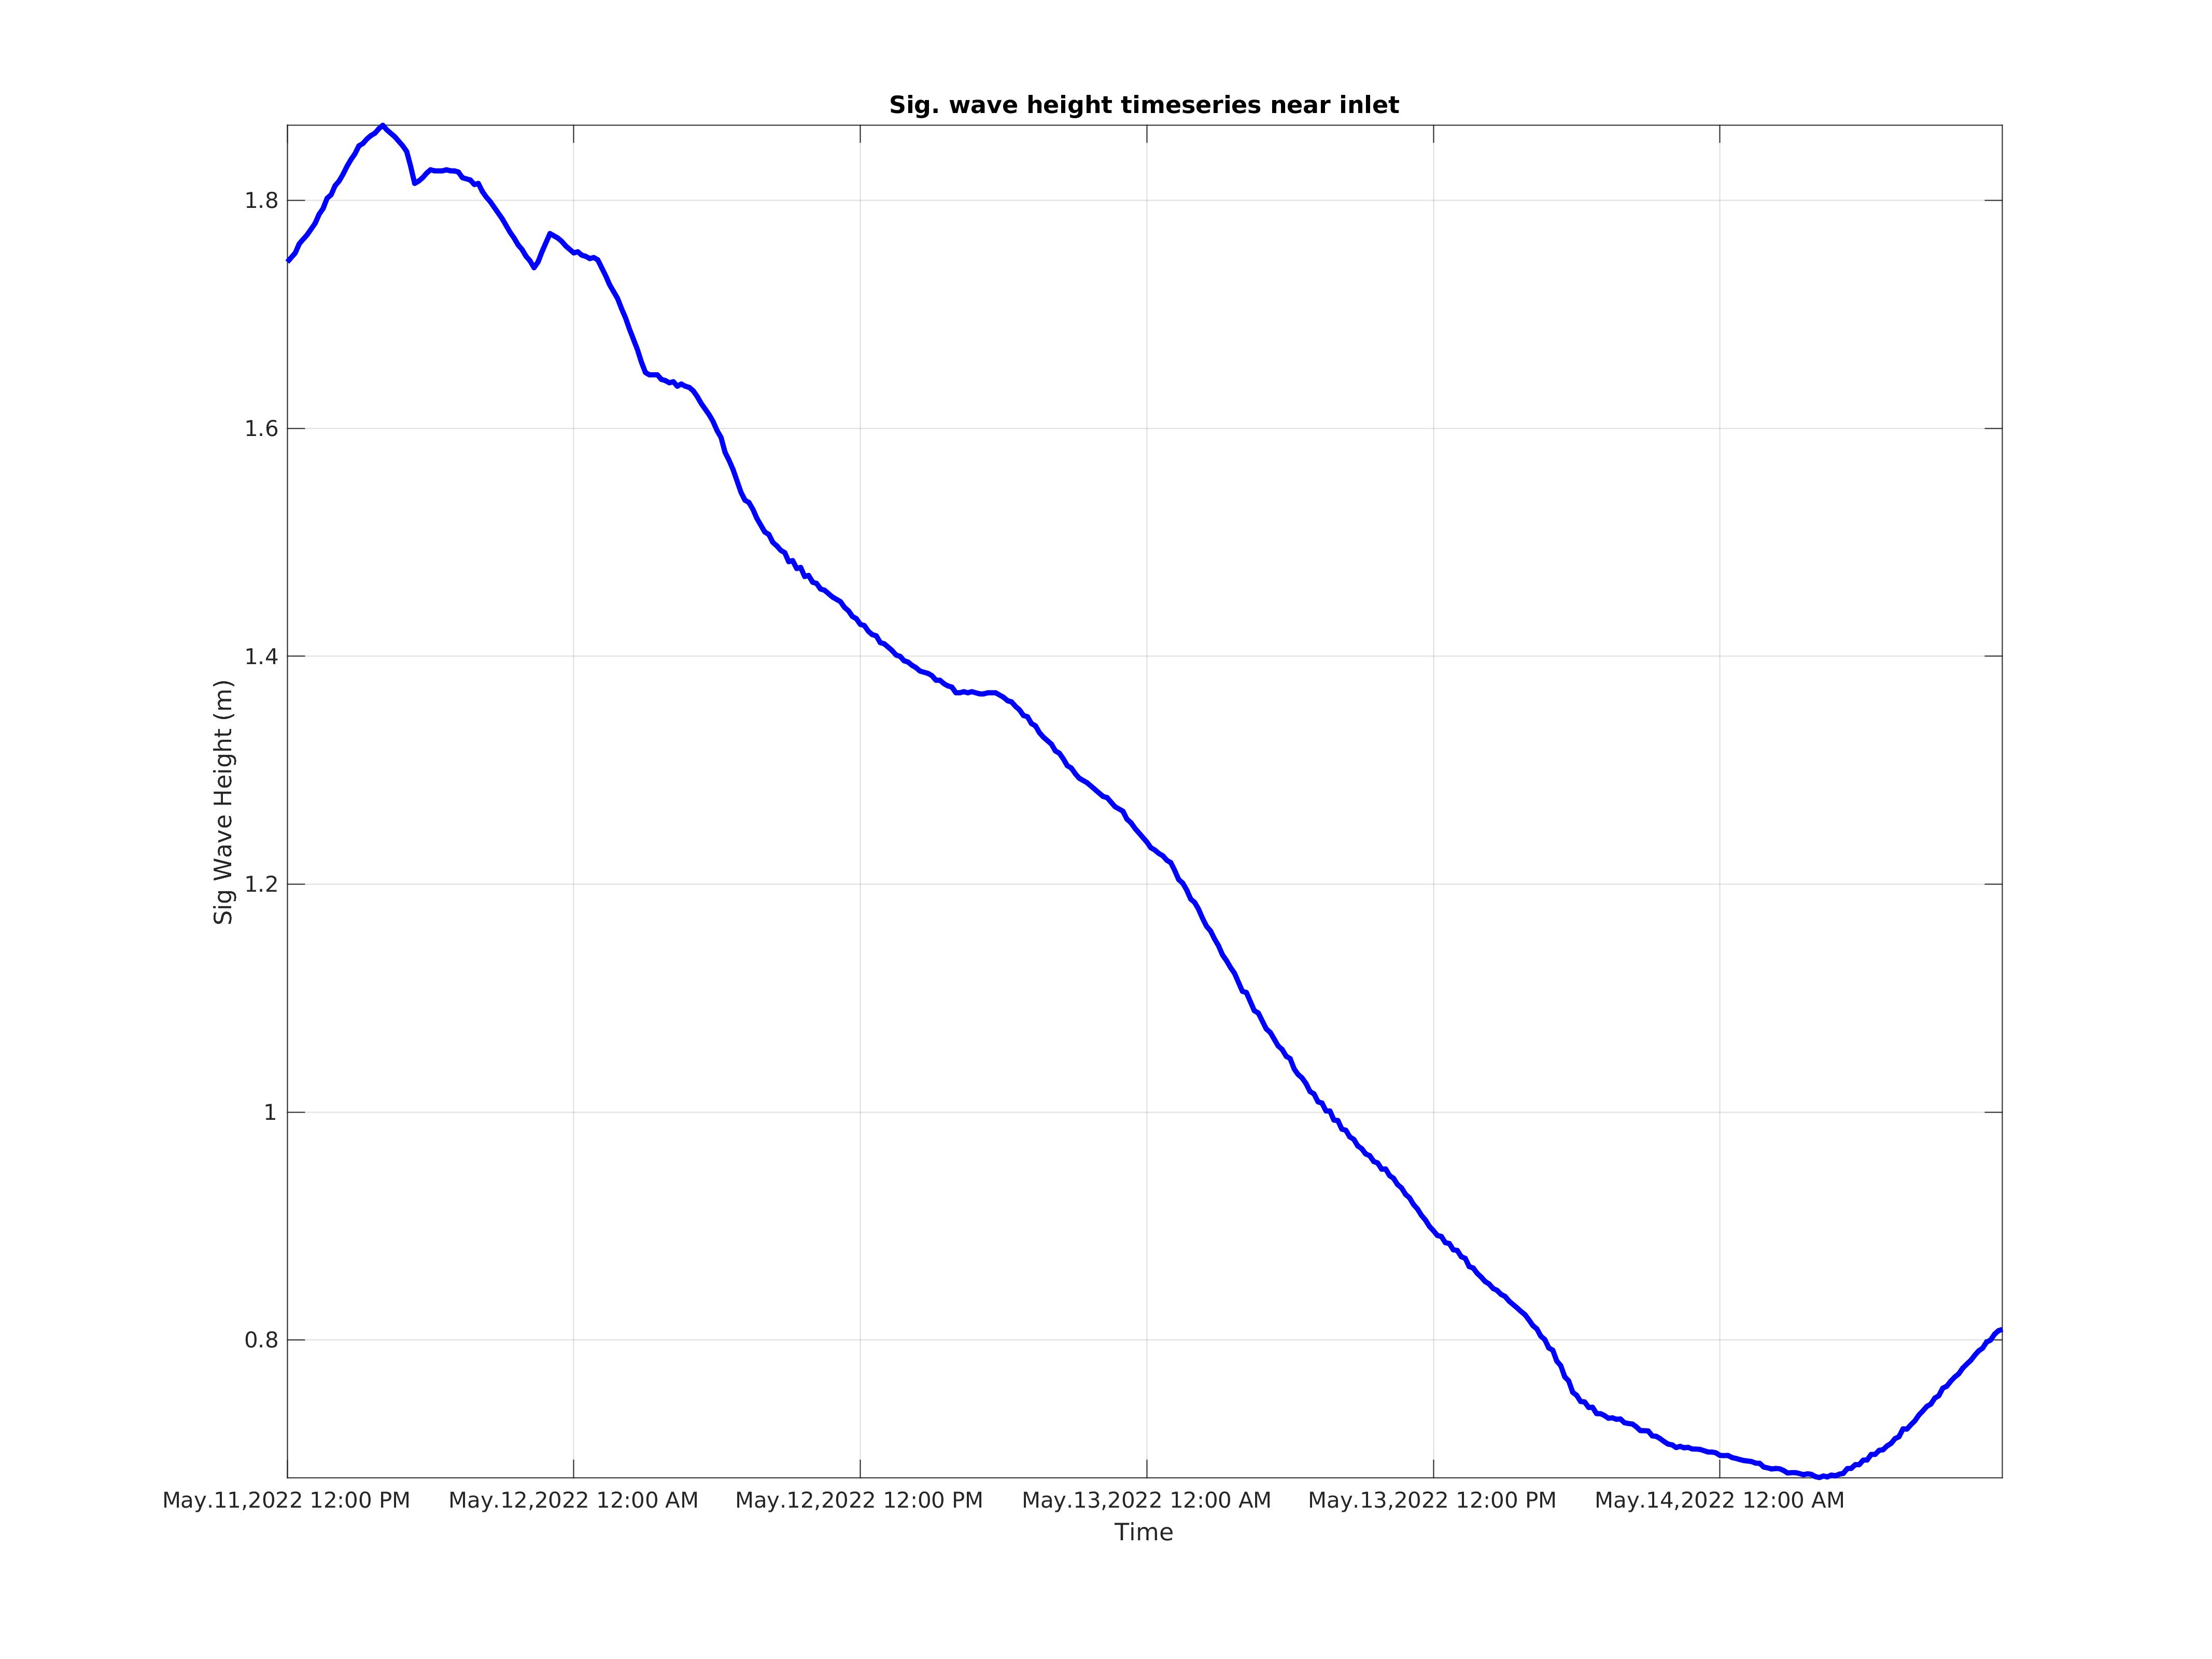 Sig. wave height timeseries near inlet
1.8
1.6
1.4
1.2
1
0.8
Sig Wave Height (m)
May.11,2022 12:00 PM
May.12,2022 12:00 AM
May.12,2022 12:00 PM
May.13,2022 12:00 AM
May.13,2022 12:00 PM
May.14,2022 12:00 AM
Time